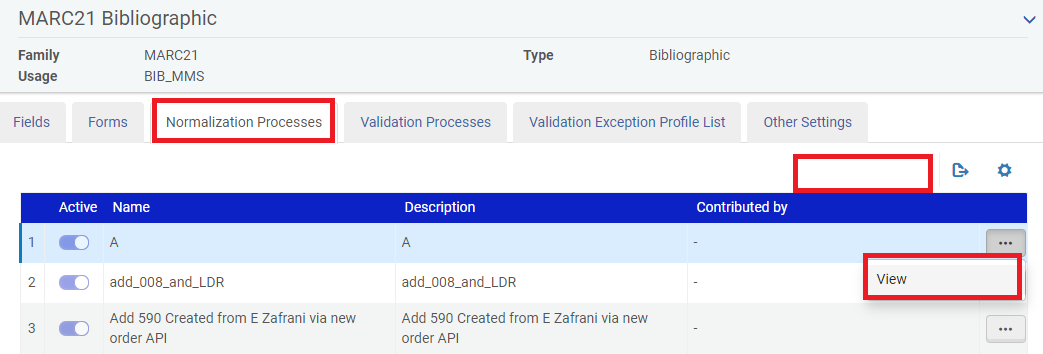 MARC21 Bibliographic
Family MARC21 Type Bibliographic
Usage BIB_MMS
Fields Forms Normalization Processes Validation Processes Validation Exception Profile List Other Settings
Active Name Description Contributed by
1 A A -
2 add_008_and_LDR add_008_and_LDR - View
3 Add 590 Created from E Zafrani via new order API Add 590 Created from E Zafrani via new order API -